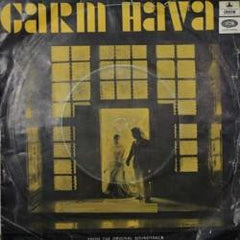 GARM HAVA
FROM THE ORIGINAL SOUNDTRACK